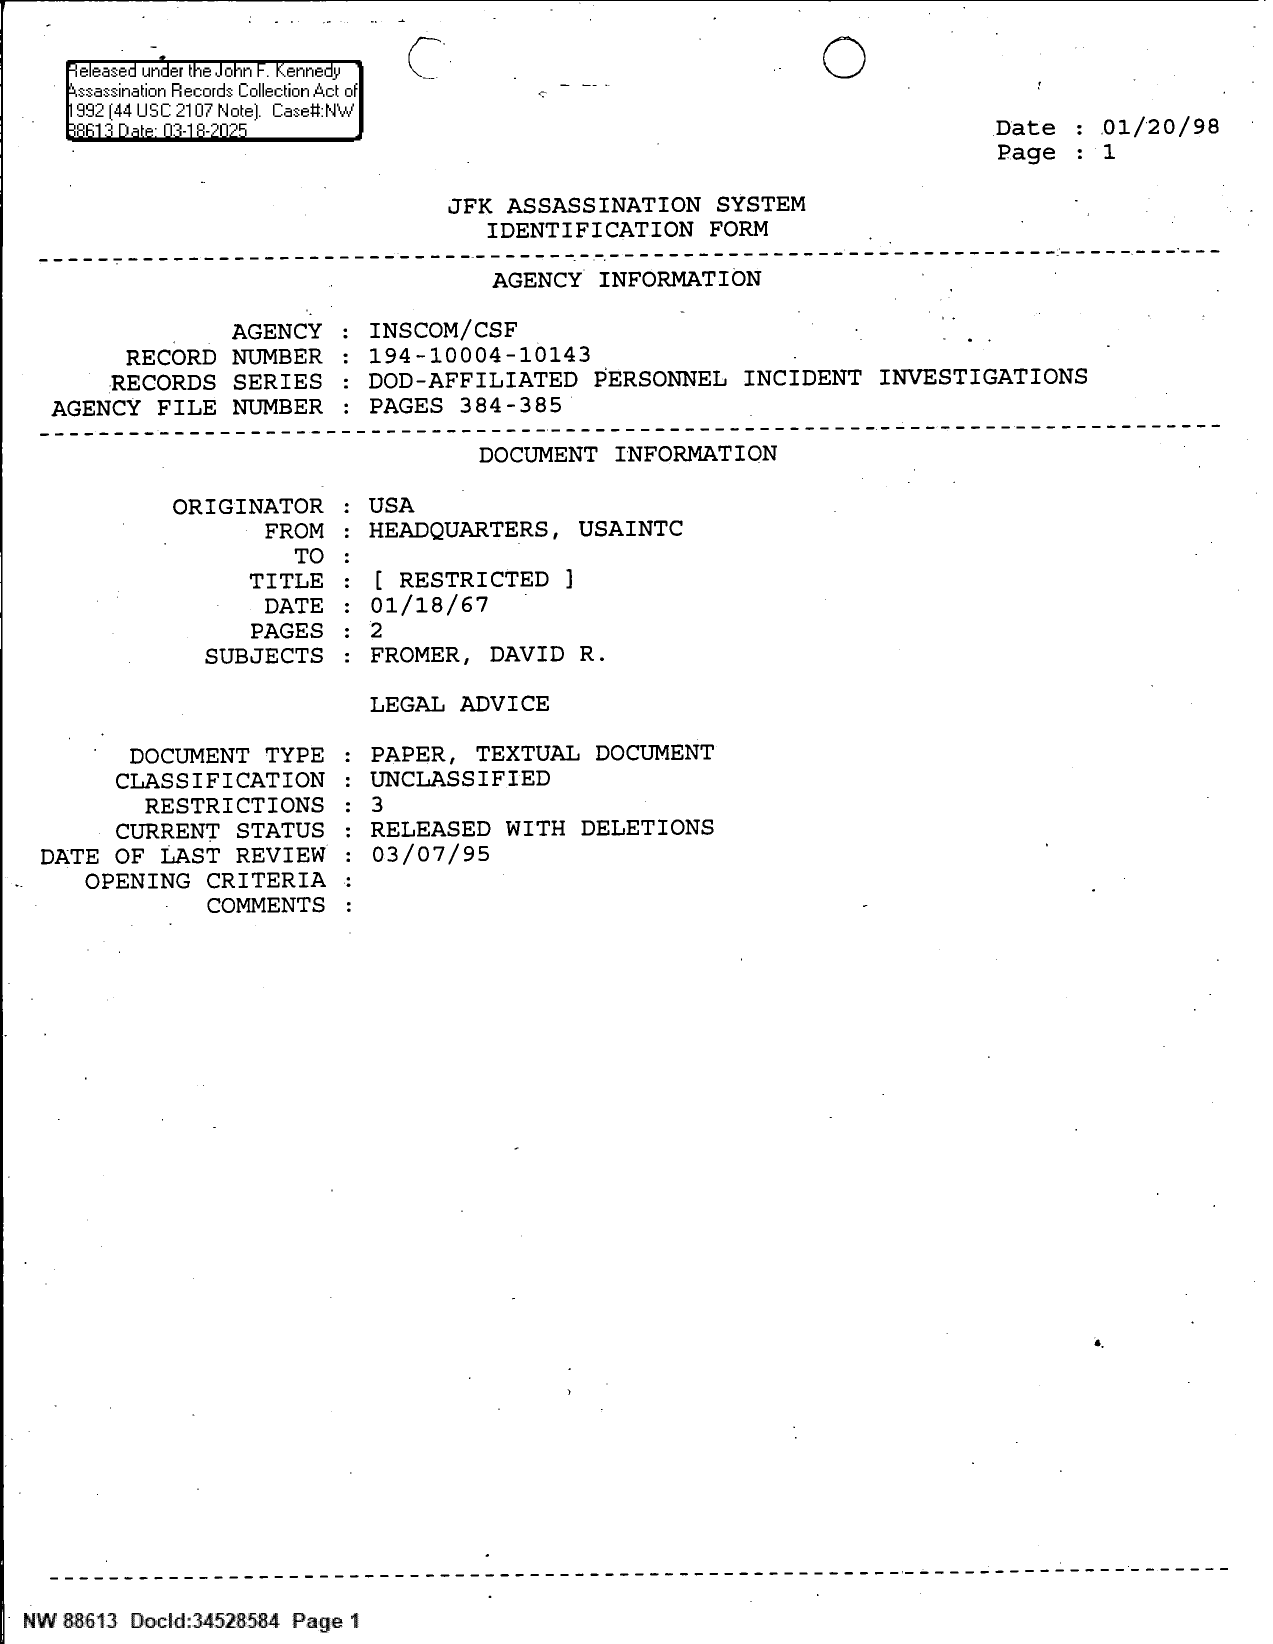 Released under the John F. Kennedy
Assassination Records Collection Act of
1992 (44 USC 2107 Note). Case#:NW
88613 Date: 03-18-2025
Date : 01/20/98
Page : 1
JFK ASSASSINATION SYSTEM
IDENTIFICATION FORM
AGENCY INFORMATION
AGENCY : INSCOM/CSF
RECORD NUMBER : 194-10004-10143
RECORDS SERIES : DOD-AFFILIATED PERSONNEL INCIDENT INVESTIGATIONS
AGENCY FILE NUMBER : PAGES 384-385
DOCUMENT INFORMATION
ORIGINATOR : USA
FROM : HEADQUARTERS, USAINTC
TO :
TITLE : [ RESTRICTED ]
DATE : 01/18/67
PAGES : 2
SUBJECTS : FROMER, DAVID R.
LEGAL ADVICE
DOCUMENT TYPE : PAPER, TEXTUAL DOCUMENT
CLASSIFICATION : UNCLASSIFIED
RESTRICTIONS : 3
CURRENT STATUS : RELEASED WITH DELETIONS
DATE OF LAST REVIEW : 03/07/95
OPENING CRITERIA :
COMMENTS :
NW 88613 DocId:34528584 Page 1